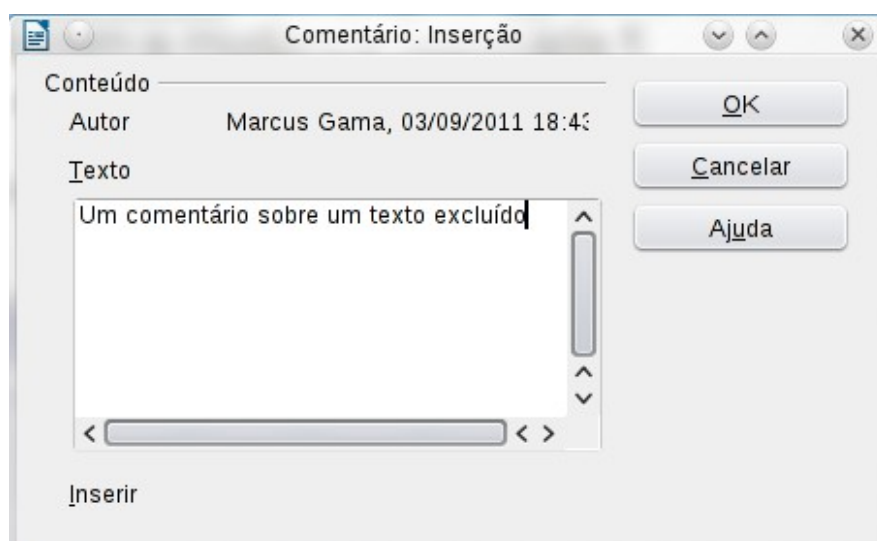 Comentário: Inserção
Conteúdo
OK
Autor Marcus Gama, 03/09/2011 18:43
Cancelar
Texto
Um comentário sobre um texto excluído
Ajuda
Inserir